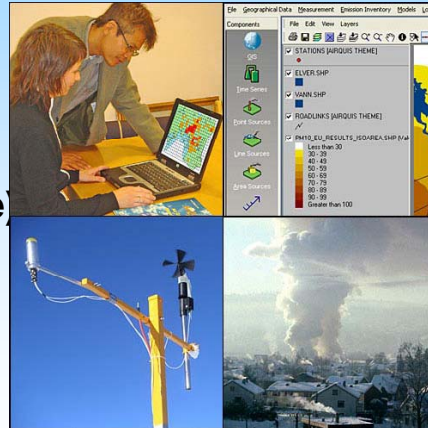 e)
File Geographical Data Measurement Emission Inventory Models
Components
File Edit View Layers
GIS
Time Series
Point Sources
Line Sources
Area Sources
STATIONS [AIRQUIS THEME]
ELVER.SHP
VANN.SHP
ROADLINKS [AIRQUIS THEME]
PM10_EU_RESULTS_ISOAREA.SHP
Less than 30
30 - 39
40 - 49
50 - 59
60 - 69
70 - 79
80 - 89
90 - 99
Greater than 100